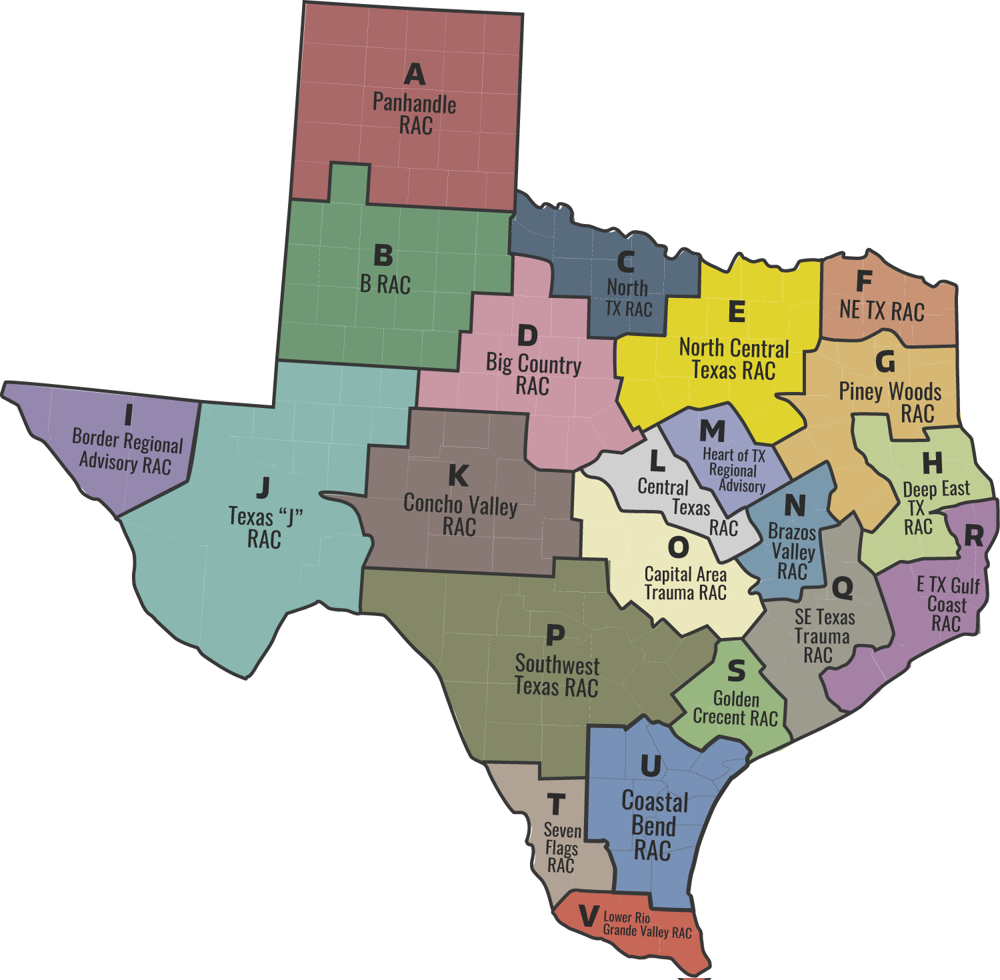 A
Panhandle
RAC
B
B RAC
C
North
TX RAC
D
Big Country
RAC
E
North Central
Texas RAC
F
NE TX RAC
G
Piney Woods
RAC
H
Deep East
TX
RAC
I
Border Regional
Advisory RAC
J
Texas “J”
RAC
K
Concho Valley
RAC
L
Central
Texas
RAC
M
Heart of TX
Regional
Advisory
N
Brazos
Valley
RAC
O
Capital Area
Trauma RAC
P
Southwest
Texas RAC
Q
SE Texas
Trauma
RAC
R
E TX Gulf
Coast
RAC
S
Golden
Crecent RAC
T
Seven
Flags
RAC
U
Coastal
Bend
RAC
V
Lower Rio
Grande Valley RAC